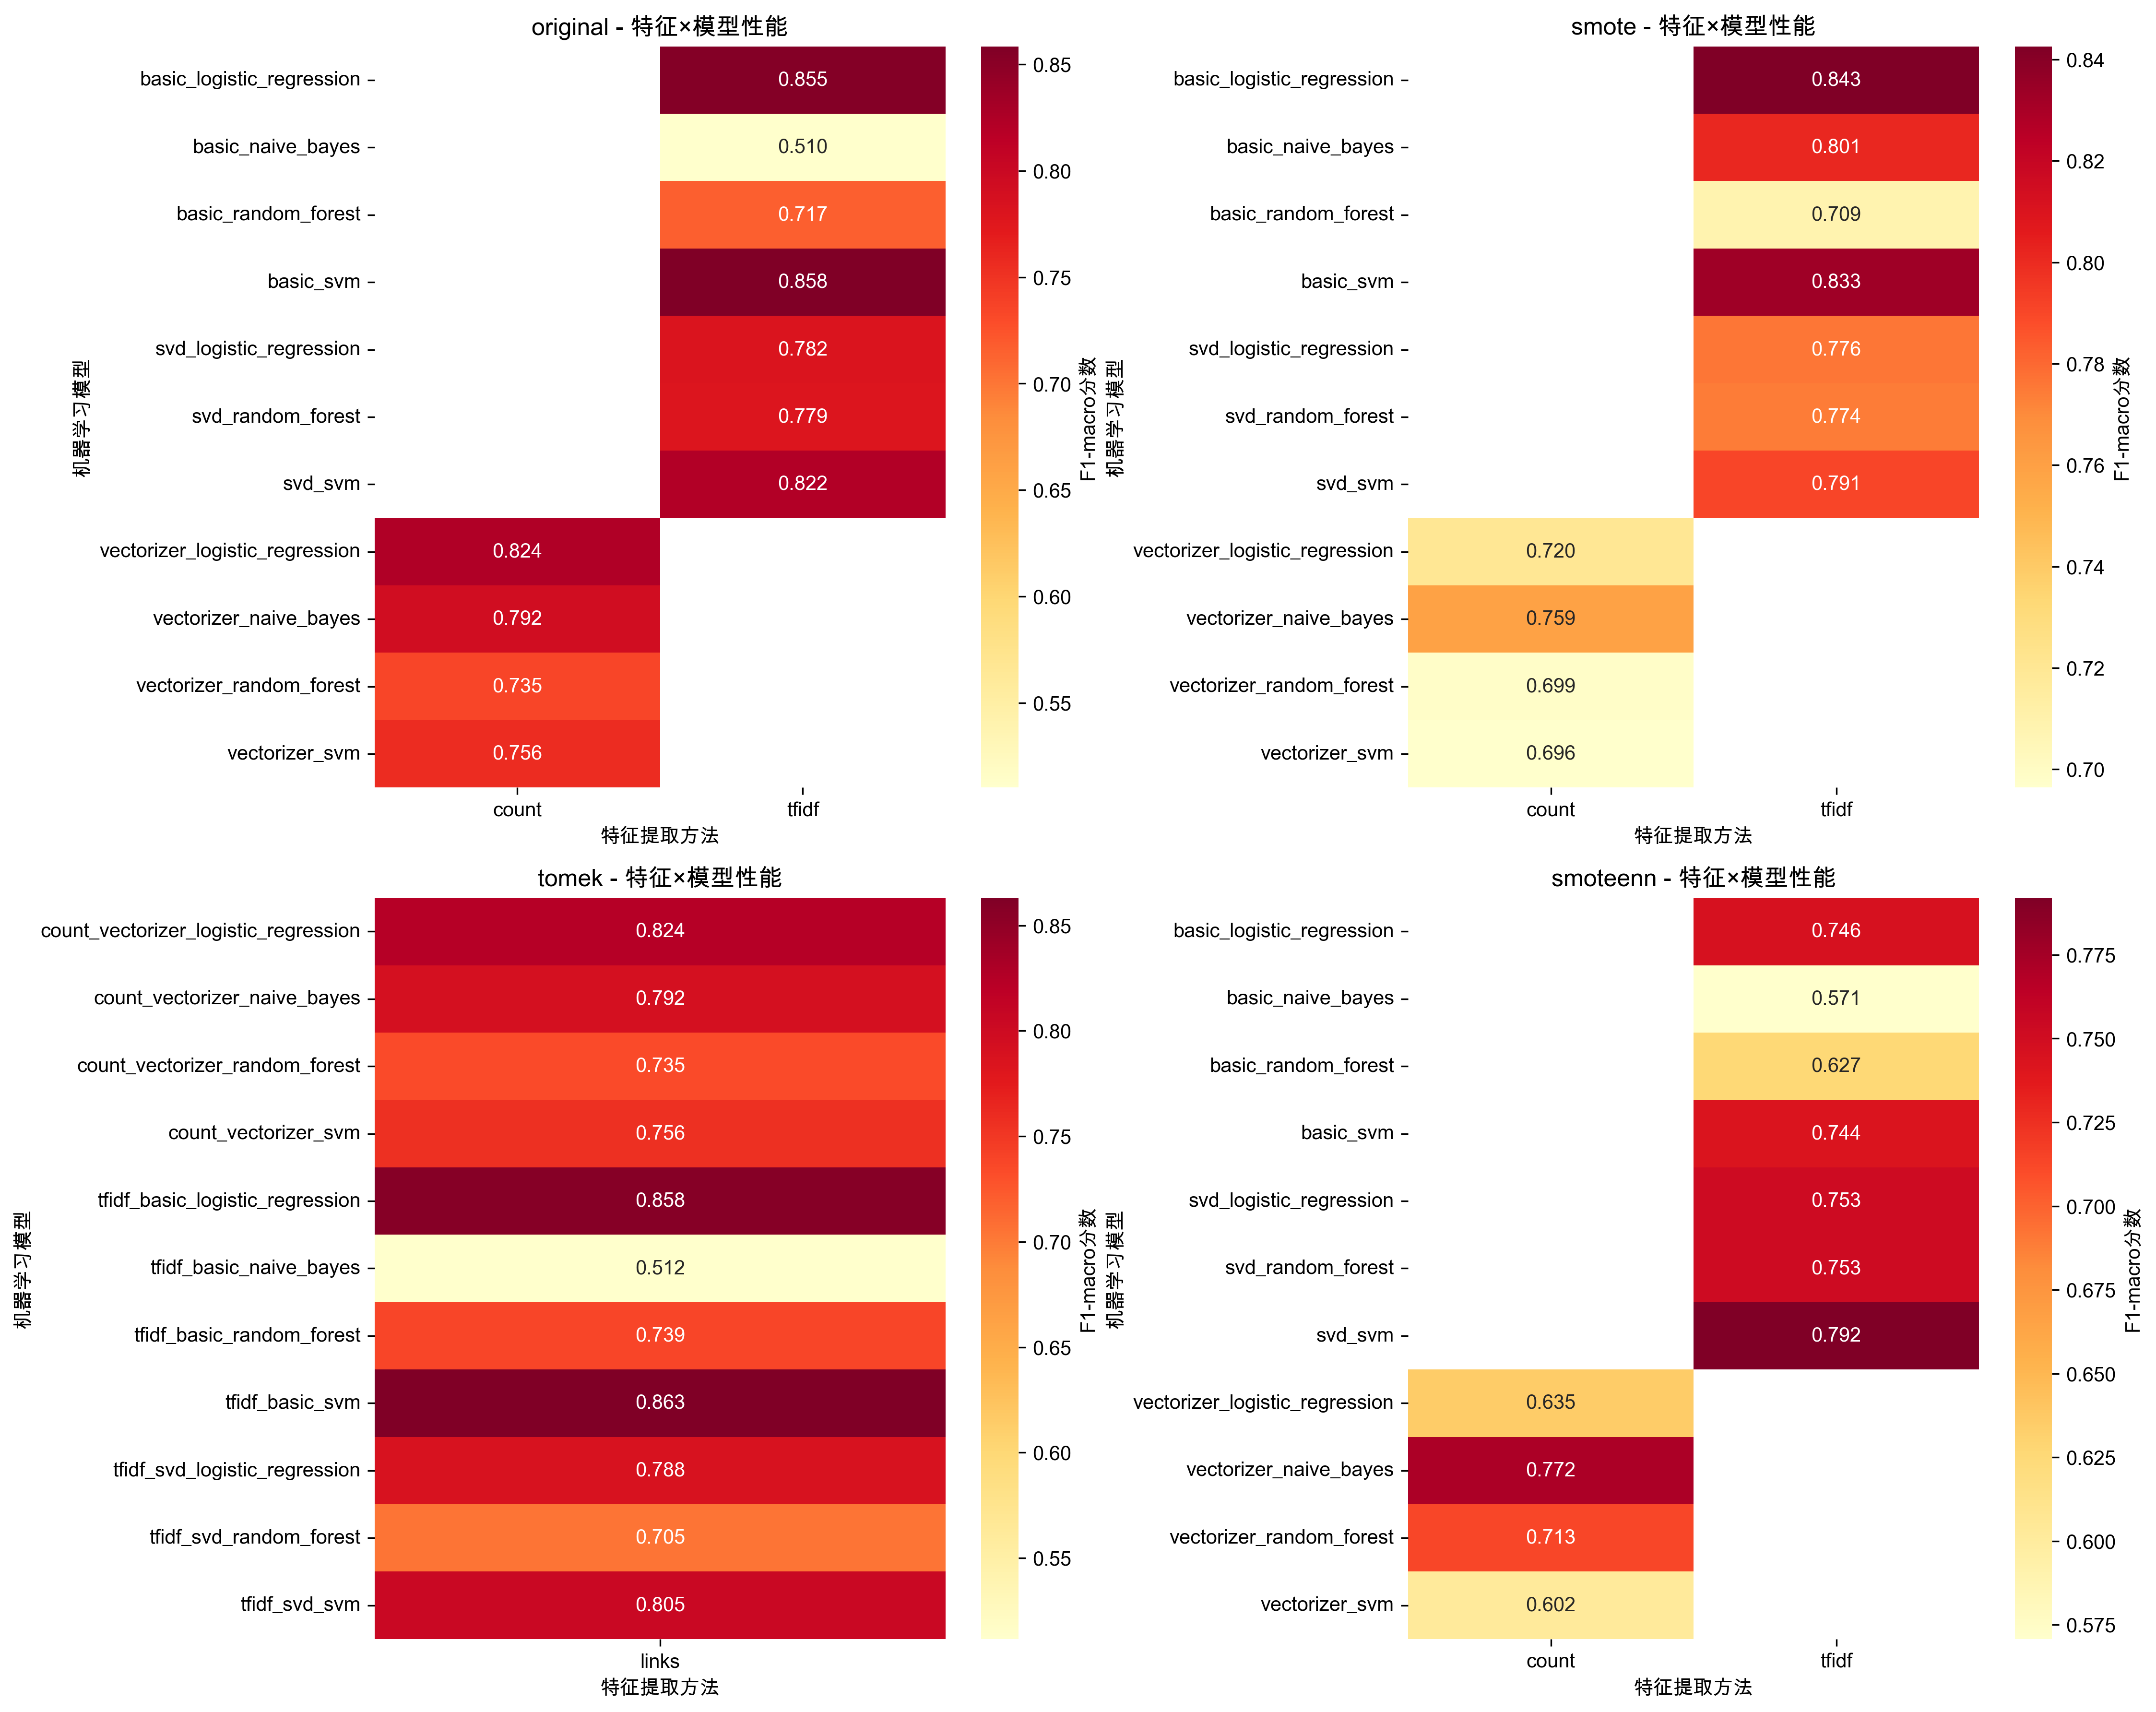 original - 特征×模型性能
basic_logistic_regression
basic_naive_bayes
basic_random_forest
basic_svm
svd_logistic_regression
svd_random_forest
svd_svm
vectorizer_logistic_regression
vectorizer_naive_bayes
vectorizer_random_forest
vectorizer_svm
机器学习模型
0.855
0.510
0.717
0.858
0.782
0.779
0.822
0.824
0.792
0.735
0.756
count
tfidf
特征提取方法
0.85
0.80
0.75
0.70
0.65
0.60
0.55
F1-macro分数
smote - 特征×模型性能
basic_logistic_regression
basic_naive_bayes
basic_random_forest
basic_svm
svd_logistic_regression
svd_random_forest
svd_svm
vectorizer_logistic_regression
vectorizer_naive_bayes
vectorizer_random_forest
vectorizer_svm
机器学习模型
0.843
0.801
0.709
0.833
0.776
0.774
0.791
0.720
0.759
0.699
0.696
count
tfidf
特征提取方法
0.84
0.82
0.80
0.78
0.76
0.74
0.72
0.70
F1-macro分数
tomek - 特征×模型性能
count_vectorizer_logistic_regression
count_vectorizer_naive_bayes
count_vectorizer_random_forest
count_vectorizer_svm
tfidf_basic_logistic_regression
tfidf_basic_naive_bayes
tfidf_basic_random_forest
tfidf_basic_svm
tfidf_svd_logistic_regression
tfidf_svd_random_forest
tfidf_svd_svm
机器学习模型
0.824
0.792
0.735
0.756
0.858
0.512
0.739
0.863
0.788
0.705
0.805
links
特征提取方法
0.85
0.80
0.75
0.70
0.65
0.60
0.55
F1-macro分数
smoteenn - 特征×模型性能
basic_logistic_regression
basic_naive_bayes
basic_random_forest
basic_svm
svd_logistic_regression
svd_random_forest
svd_svm
vectorizer_logistic_regression
vectorizer_naive_bayes
vectorizer_random_forest
vectorizer_svm
机器学习模型
0.746
0.571
0.627
0.744
0.753
0.753
0.792
0.635
0.772
0.713
0.602
count
tfidf
特征提取方法
0.775
0.750
0.725
0.700
0.675
0.650
0.625
0.600
0.575
F1-macro分数